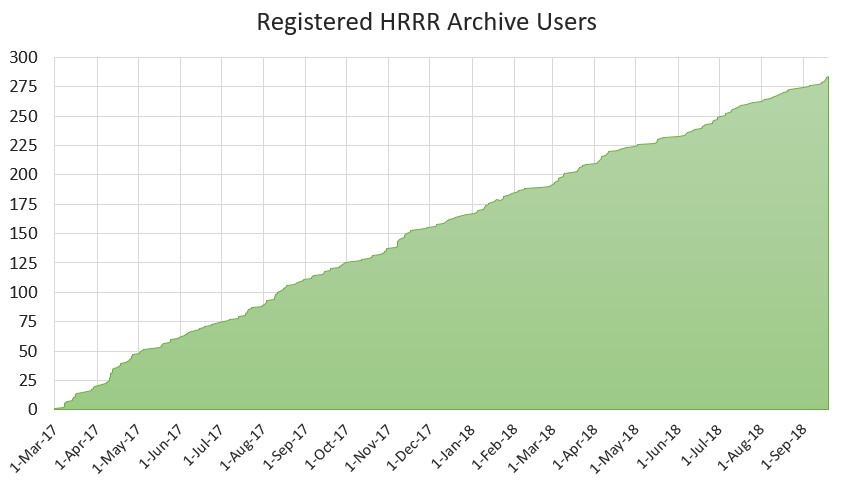 Registered HRRR Archive Users
300
275
250
225
200
175
150
125
100
75
50
25
0
1-Mar-17
1-Apr-17
1-May-17
1-Jun-17
1-Jul-17
1-Aug-17
1-Sep-17
1-Oct-17
1-Nov-17
1-Dec-17
1-Jan-18
1-Feb-18
1-Mar-18
1-Apr-18
1-May-18
1-Jun-18
1-Jul-18
1-Aug-18
1-Sep-18